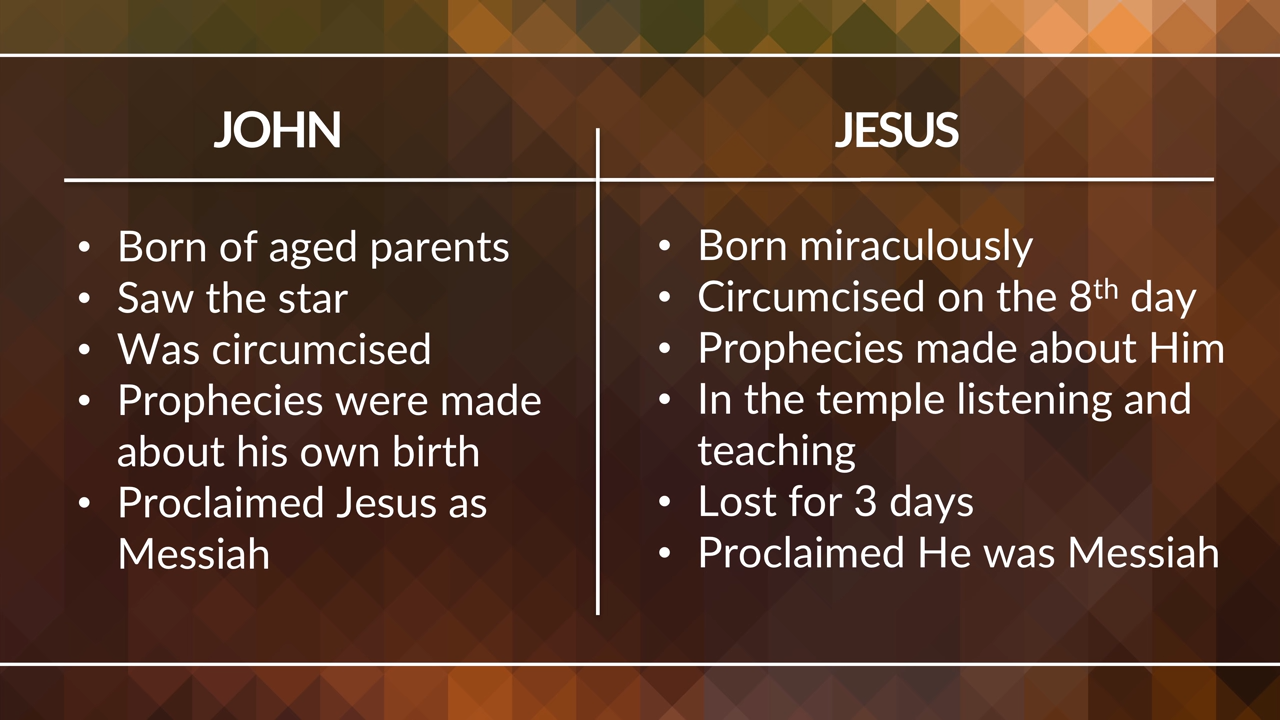 JOHN
• Born of aged parents
• Saw the star
• Was circumcised
• Prophecies were made
about his own birth
• Proclaimed Jesus as
Messiah
JESUS
• Born miraculously
• Circumcised on the 8th day
• Prophecies made about Him
• In the temple listening and
teaching
• Lost for 3 days
• Proclaimed He was Messiah